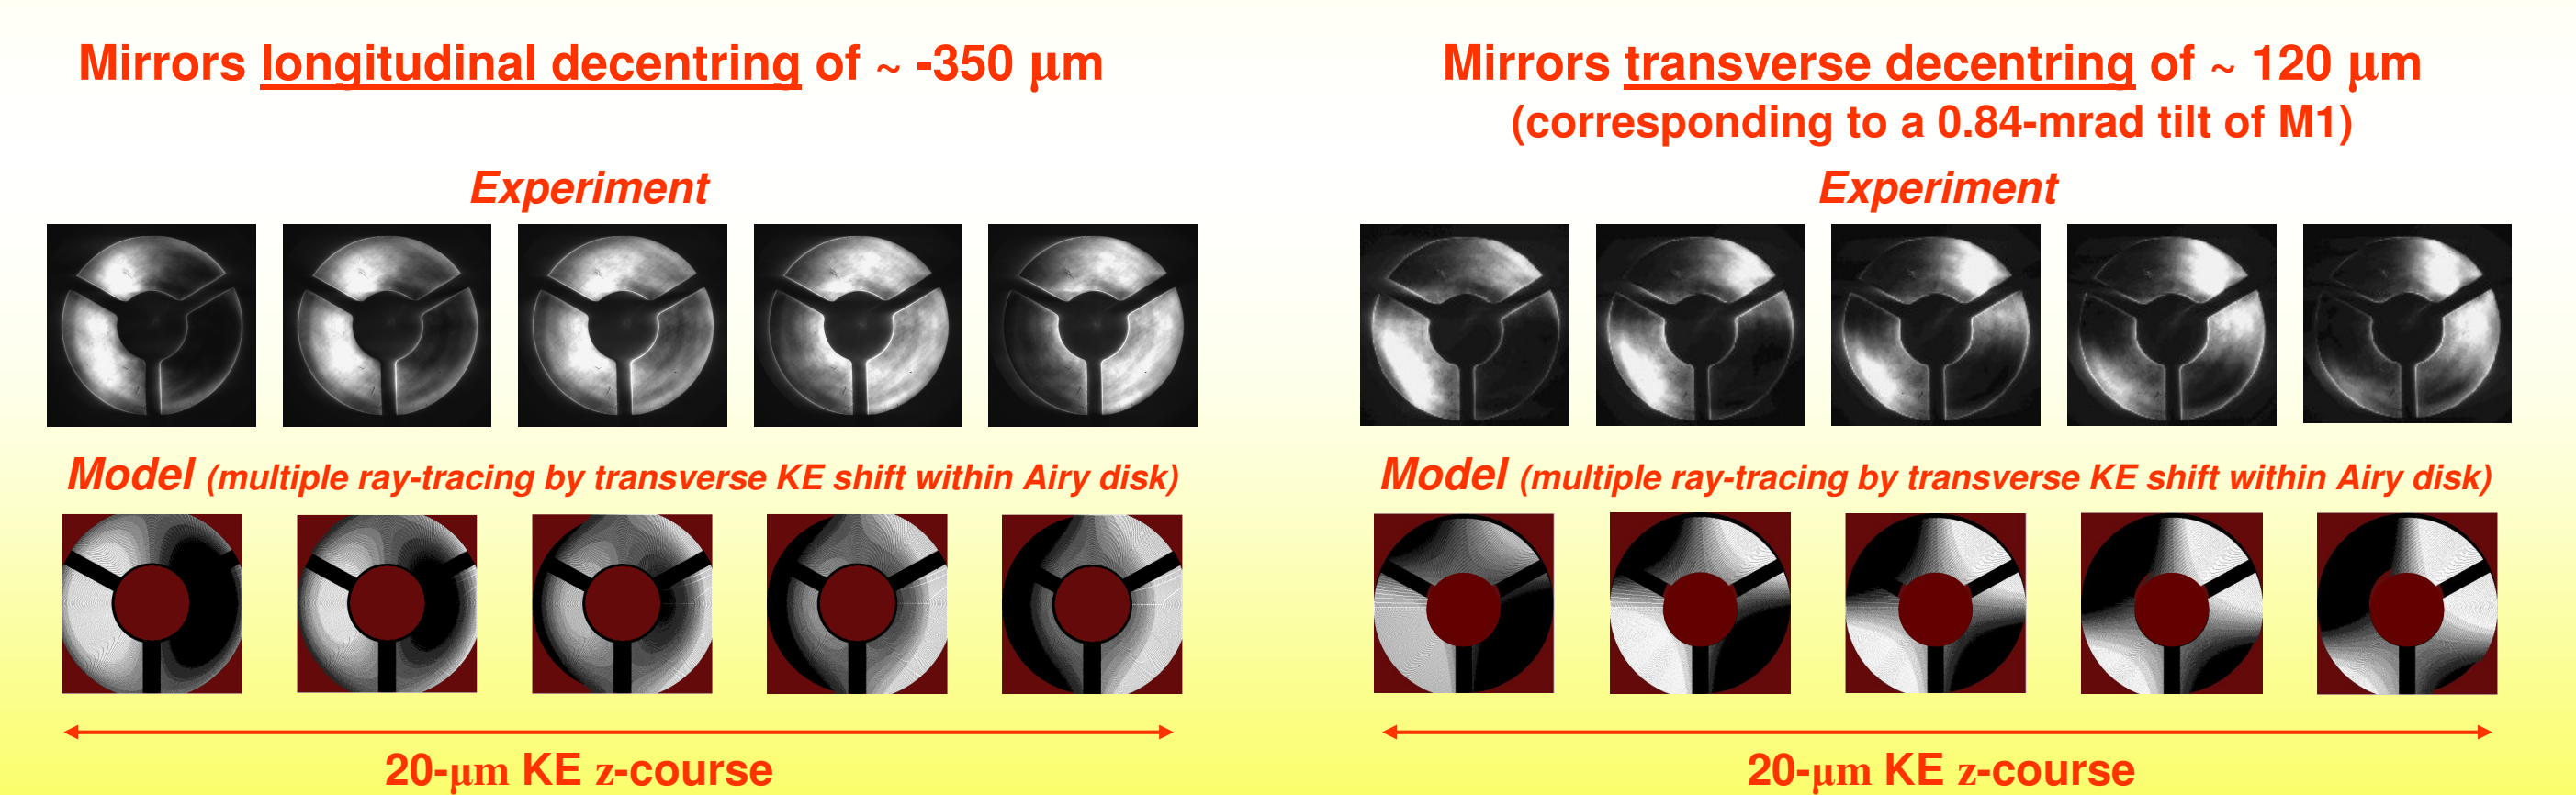 Mirrors longitudinal decentring of ~ -350 μm
Experiment
Model (multiple ray-tracing by transverse KE shift within Airy disk)
20-μm KE z-course
Mirrors transverse decentring of ~ 120 μm
(corresponding to a 0.84-mrad tilt of M1)
Experiment
Model (multiple ray-tracing by transverse KE shift within Airy disk)
20-μm KE z-course